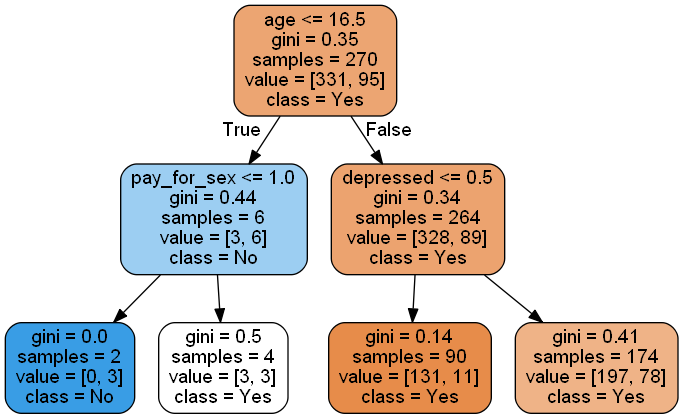 age <= 16.5
gini = 0.35
samples = 270
value = [331, 95]
class = Yes
True
False
pay_for_sex <= 1.0
gini = 0.44
samples = 6
value = [3, 6]
class = No
depressed <= 0.5
gini = 0.34
samples = 264
value = [328, 89]
class = Yes
gini = 0.0
samples = 2
value = [0, 3]
class = No
gini = 0.5
samples = 4
value = [3, 3]
class = Yes
gini = 0.14
samples = 90
value = [131, 11]
class = Yes
gini = 0.41
samples = 174
value = [197, 78]
class = Yes